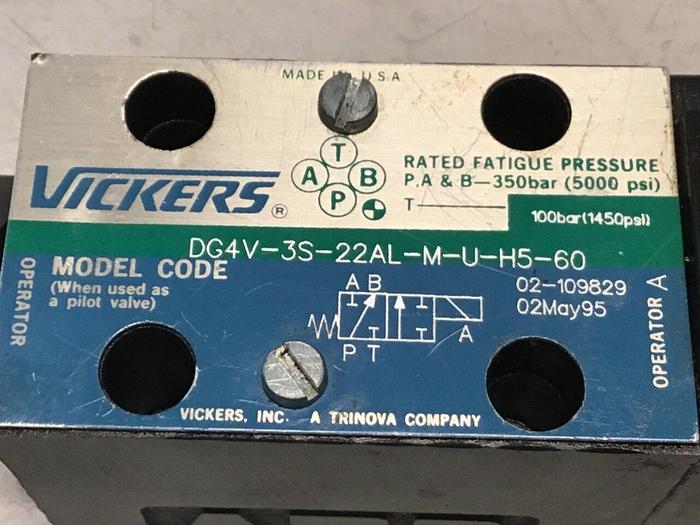 MADE IN U.S.A
T
A B
P
VICKERS ®
RATED FATIGUE PRESSURE
P.A & B—350bar (5000 psi)
T
100bar(1450psi)
DG4V-3S-22AL-M-U-H5-60
OPERATOR
MODEL CODE
(When used as
a pilot valve)
A B
P T
A
02-109829
02May95
OPERATOR A
VICKERS, INC. A TRINOVA COMPANY